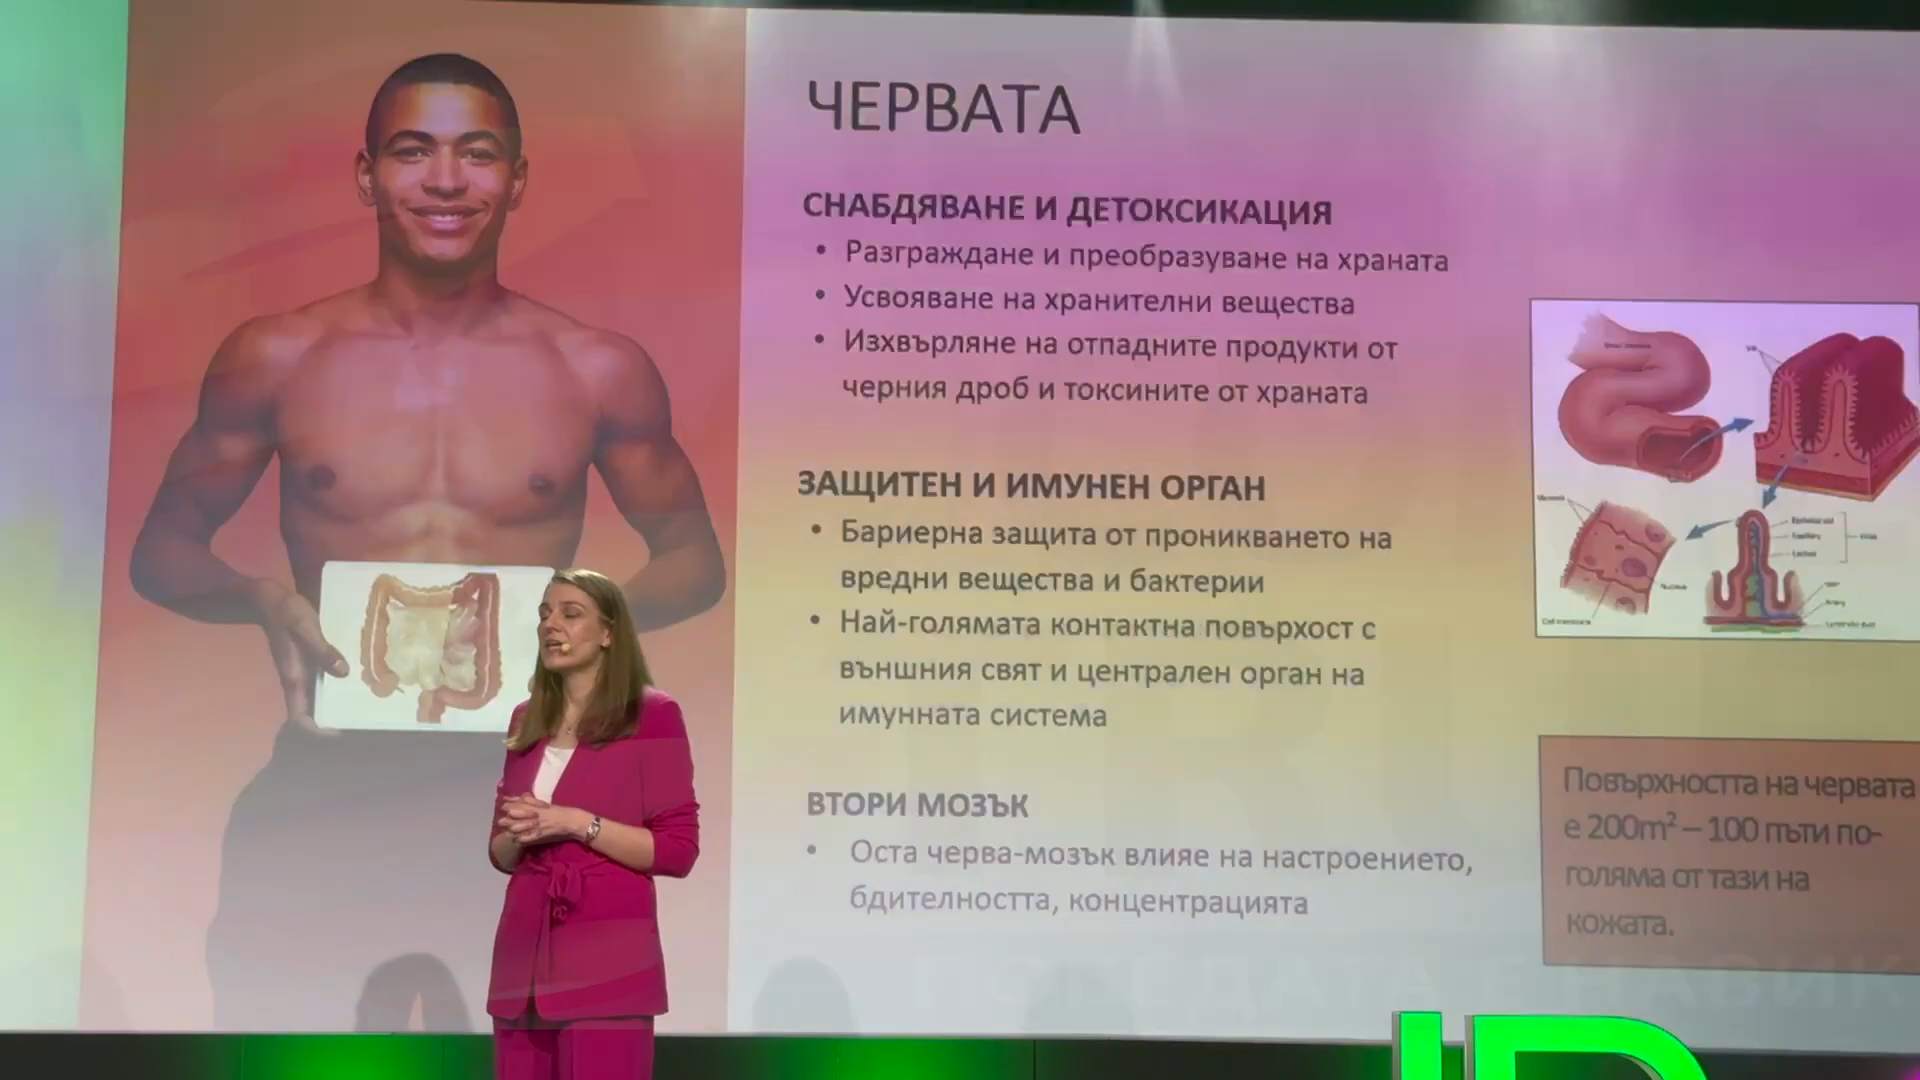 ЧЕРВАТА
СНАБДЯВАНЕ И ДЕТОКСИКАЦИЯ
• Разграждане и преобразуване на храната
• Усвояване на хранителни вещества
• Изхвърляне на отпадните продукти от
черния дроб и токсините от храната
ЗАЩИТЕН И ИМУНЕН ОРГАН
• Бариерна защита от проникването на
вредни вещества и бактерии
• Най-голямата контактна повърхост с
външния свят и централен орган на
имунната система
ВТОРИ МОЗЪК
• Оста черва-мозък влияе на настроението,
бдителността, концентрацията
Повърхността на червата
е 200m² – 100 пъти по-
голяма от тази на
кожата.
ПОБЕДАТА Е НАВИК